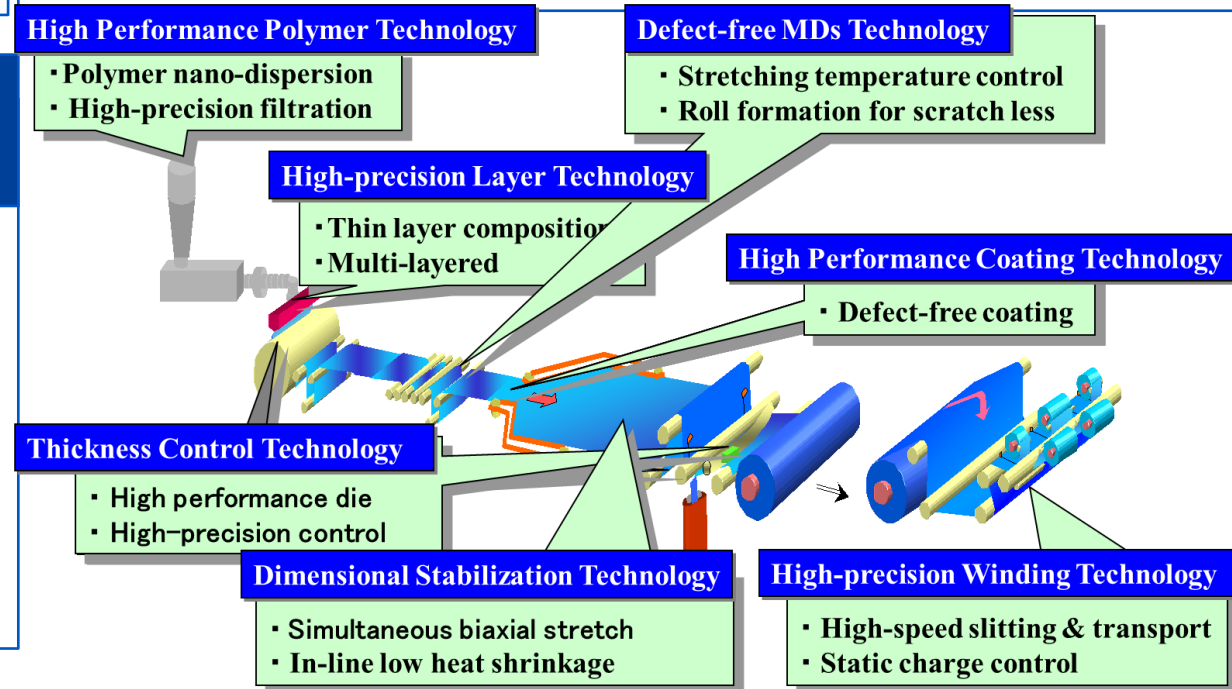 High Performance Polymer Technology
・Polymer nano-dispersion
・ High-precision filtration
Defect-free MDs Technology
・ Stretching temperature control
・ Roll formation for scratch less
High-precision Layer Technology
・Thin layer composition
・Multi-layered
High Performance Coating Technology
・ Defect-free coating
Thickness Control Technology
・ High performance die
・ High-precision control
Dimensional Stabilization Technology
・ Simultaneous biaxial stretch
・ In-line low heat shrinkage
High-precision Winding Technology
・ High-speed slitting & transport
・ Static charge control